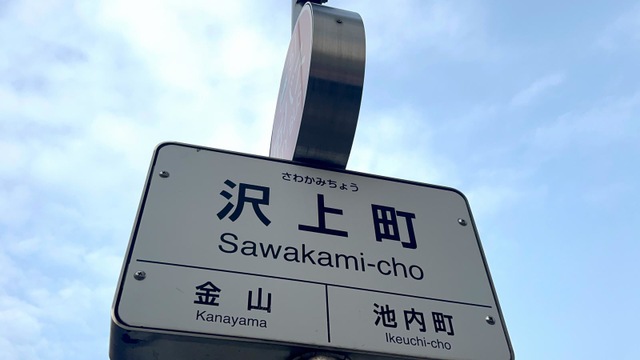 さわかみちょう
沢上町
Sawakami-cho
金山
Kanayama
池内町
Ikeuchi-cho